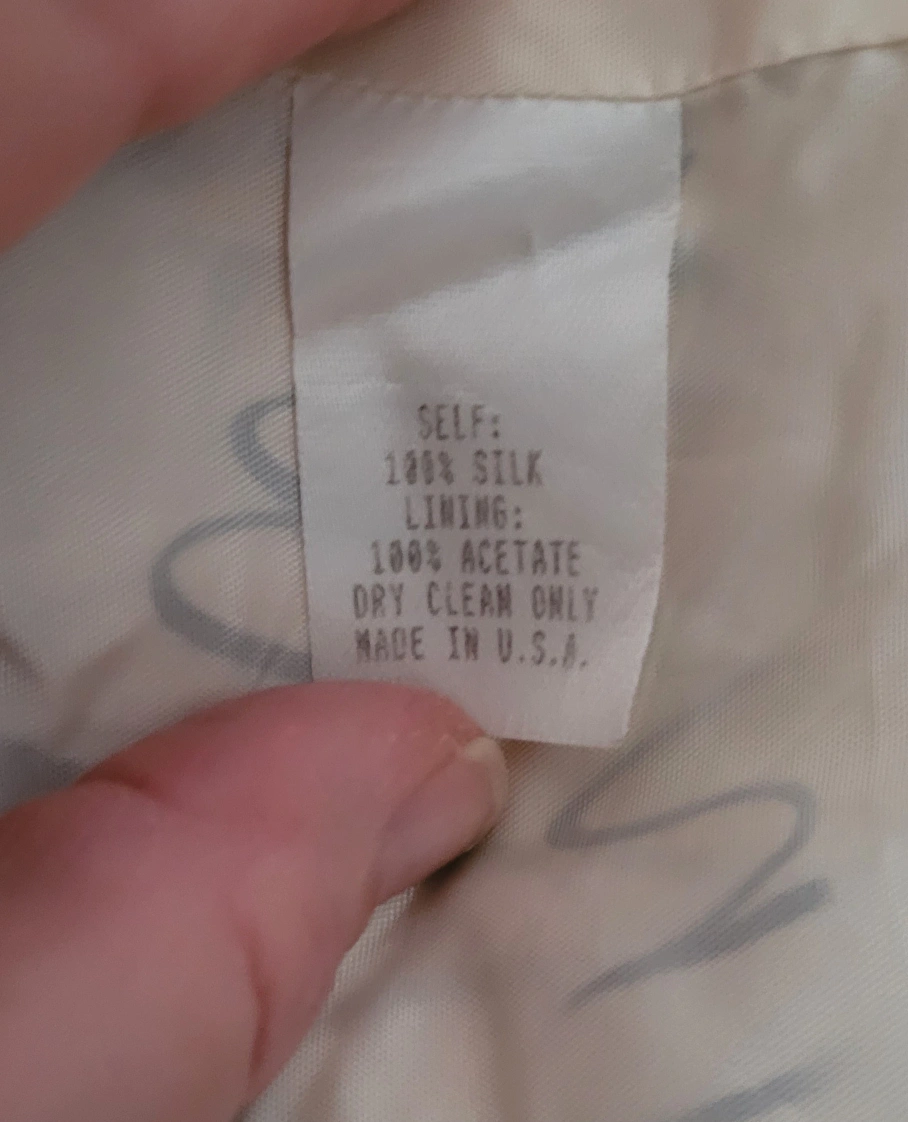 SELF:
100% SILK
LINING:
100% ACETATE
DRY CLEAN ONLY
MADE IN U.S.A.